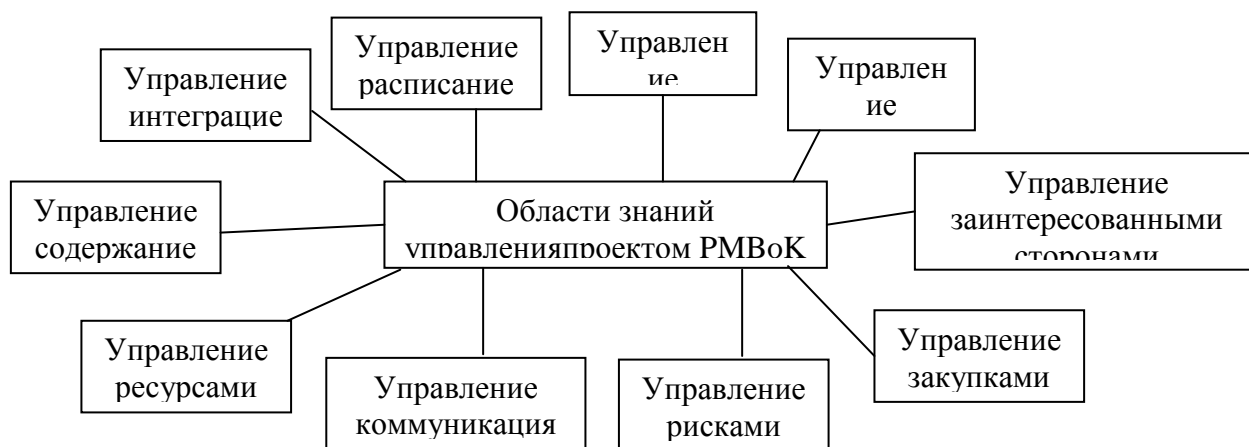 Управление
расписание
Управлен
ие
Управление
интеграцие
Управлен
ие
Управление
заинтересованными
сторонами
Управление
содержание
Области знаний
управленияпроектом PMBoK
Управление
ресурсами
Управление
коммуникация
Управление
рисками
Управление
закупками